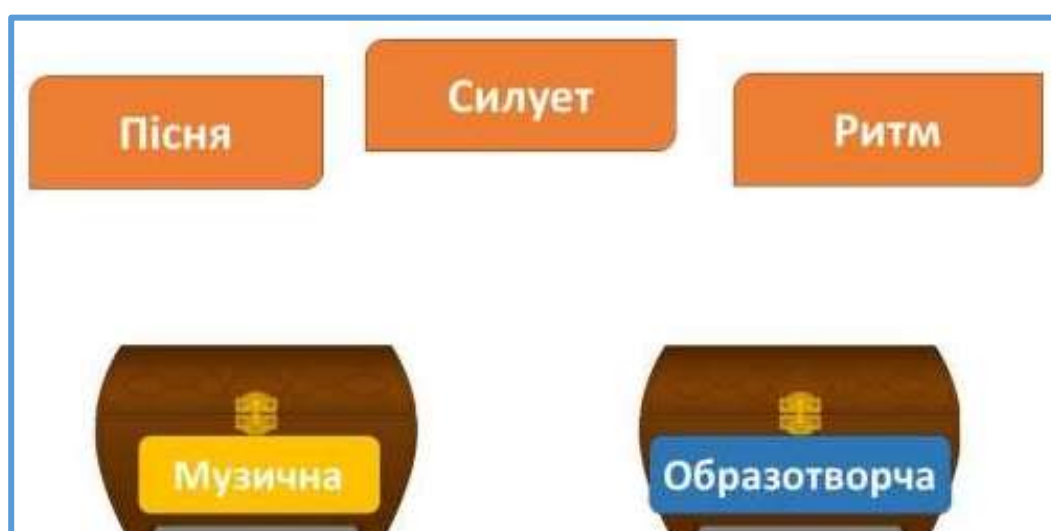 Пісня
Силует
Ритм
Музична
Образотворча